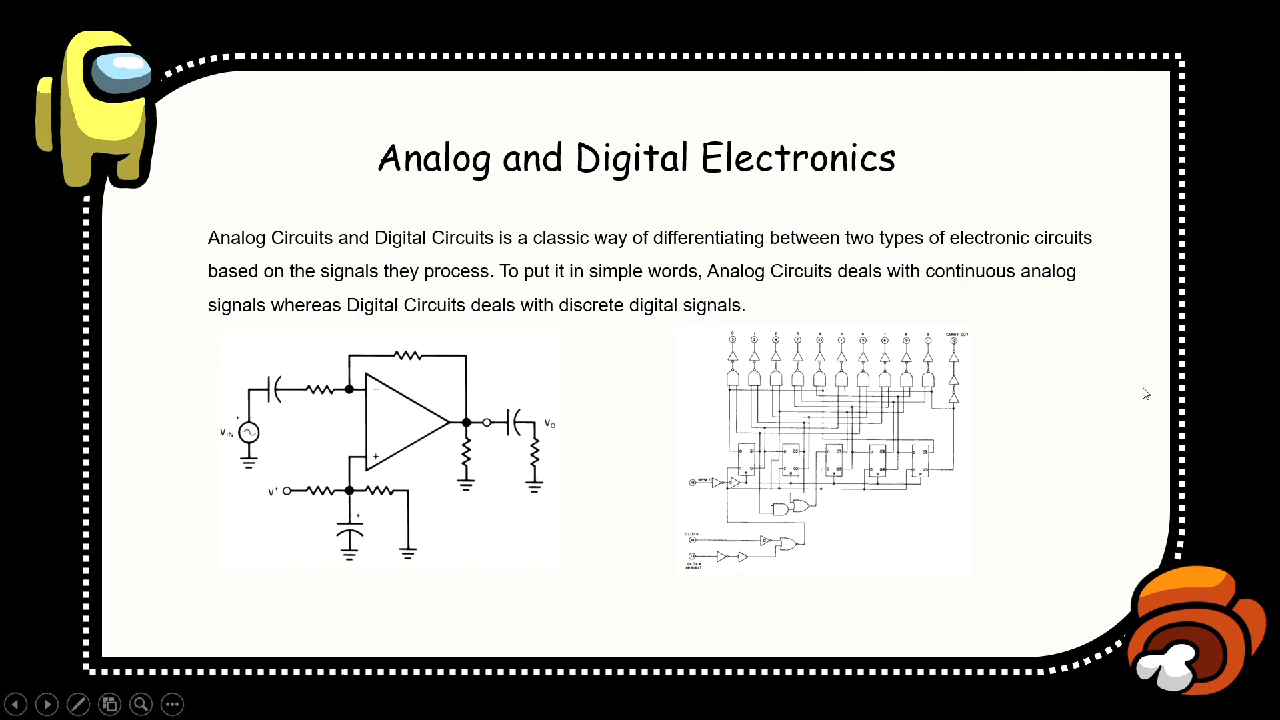 Analog and Digital Electronics
Analog Circuits and Digital Circuits is a classic way of differentiating between two types of electronic circuits
based on the signals they process. To put it in simple words, Analog Circuits deals with continuous analog
signals whereas Digital Circuits deals with discrete digital signals.
VIN
VO
V+
CARRY OUT
CLOCK